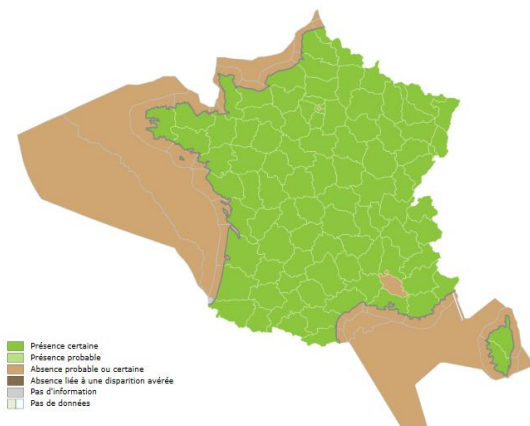 Présence certaine
Présence probable
Absence probable ou certaine
Absence liée à une disparition avérée
Pas d'information
Pas de données